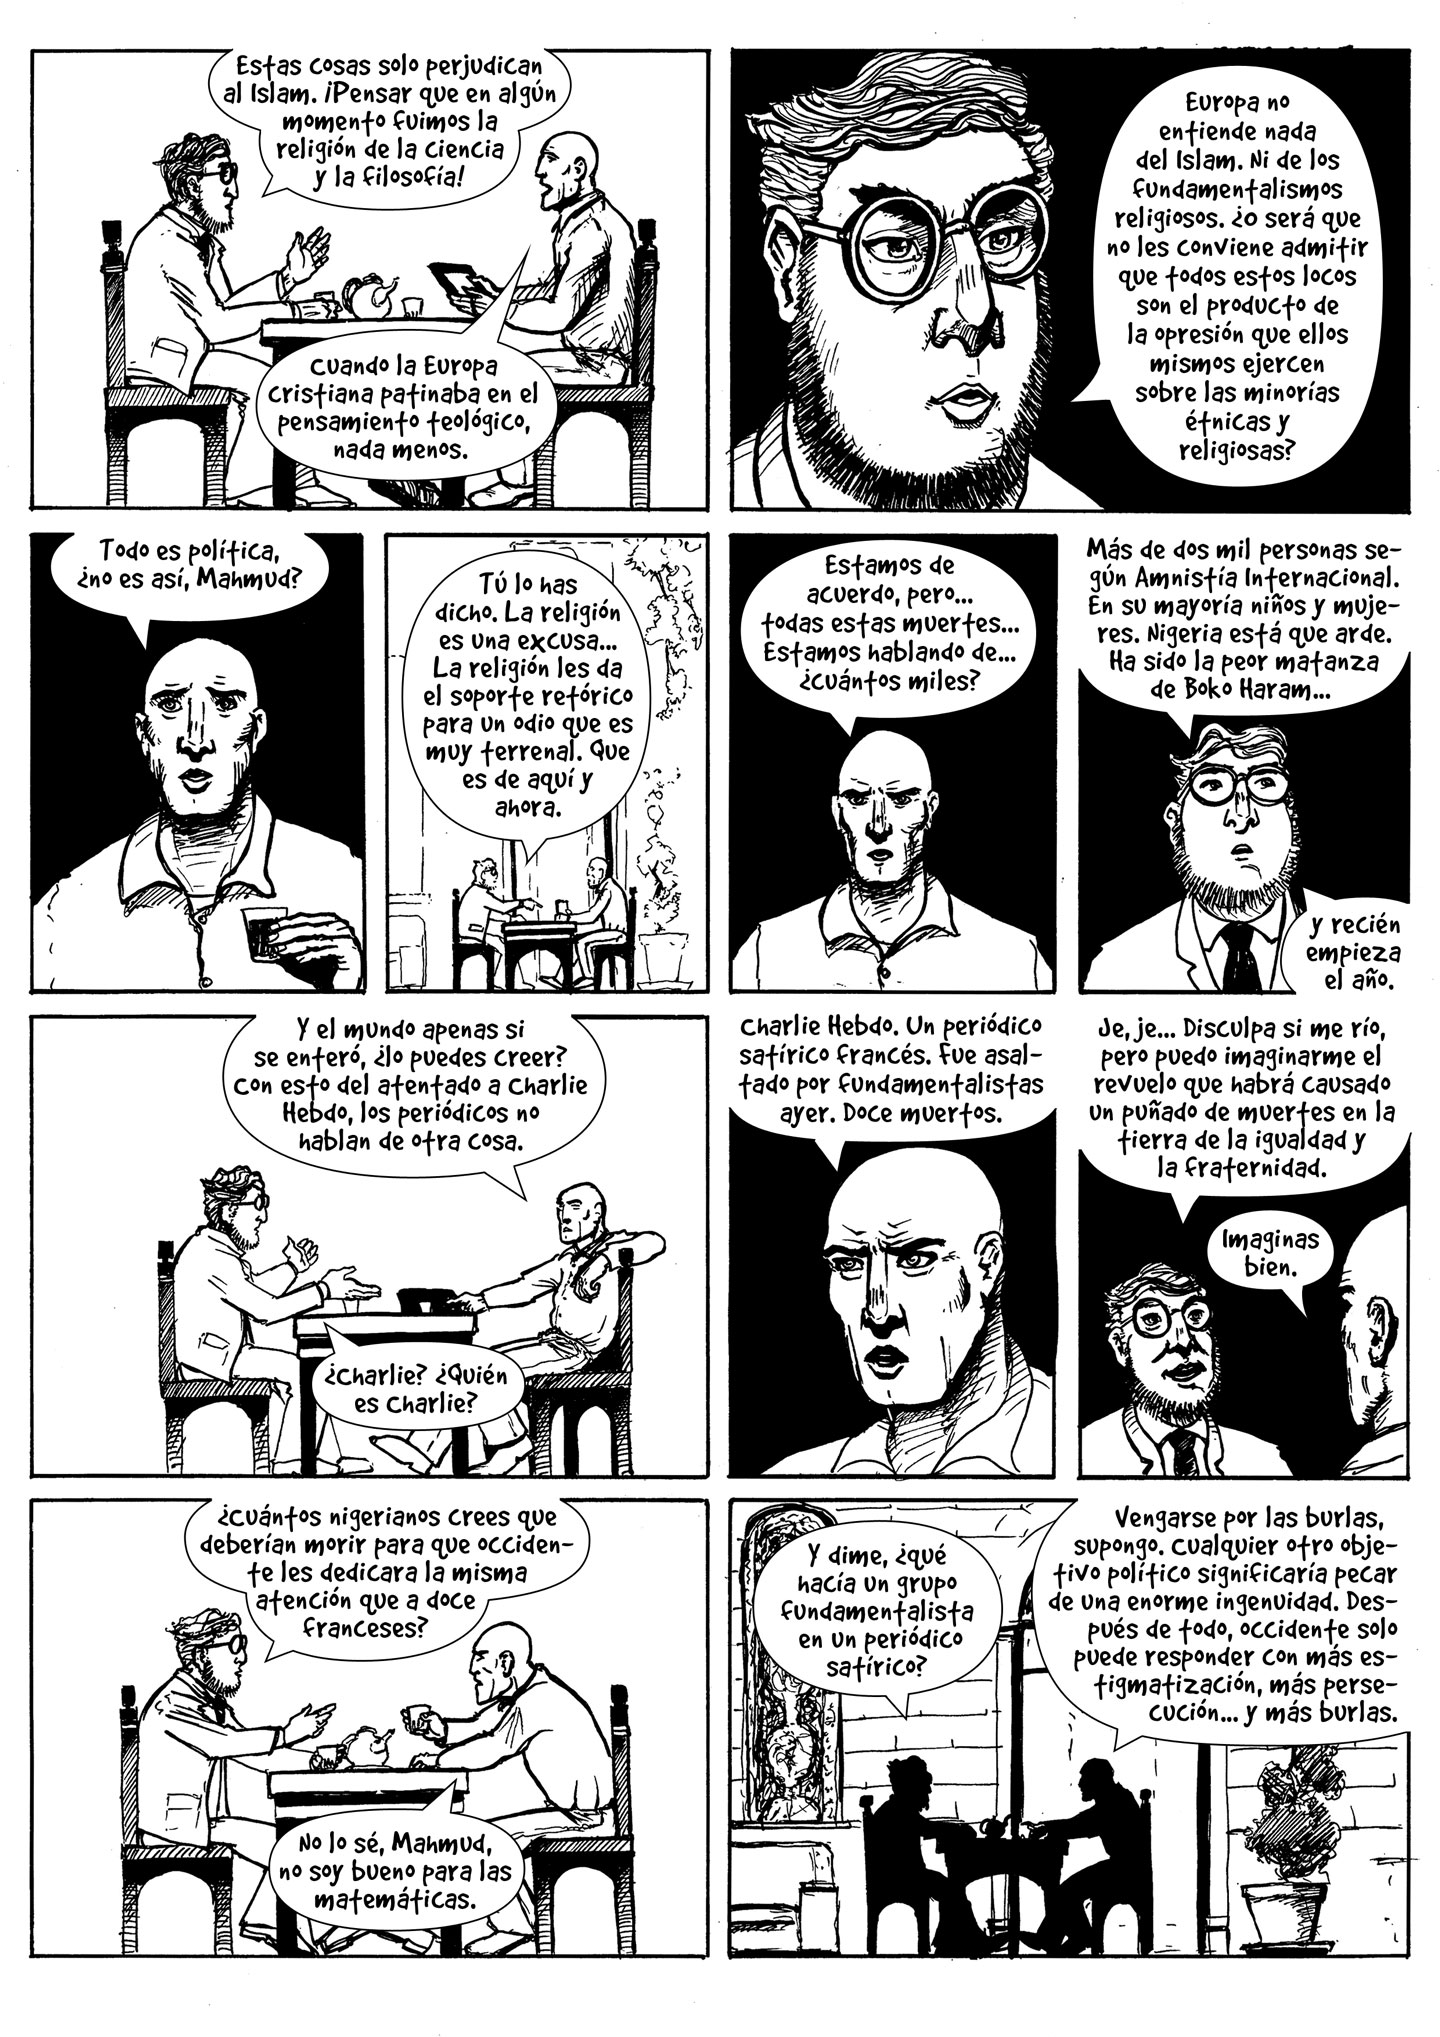 Estas cosas solo perjudican
al Islam. ¡Pensar que en algún
momento fuimos la
religión de la ciencia
y la filosofía!
Cuando la Europa
cristiana patinaba en el
pensamiento teológico,
nada menos.
Europa no
entiende nada
del Islam. Ni de los
fundamentalismos
religiosos. ¿O será que
no les conviene admitir
que todos estos locos
son el producto de
la opresión que ellos
mismos ejercen
sobre las minorías
étnicas y
religiosas?
Todo es política,
¿no es así, Mahmud?
Tú lo has
dicho. La religión
es una excusa...
La religión les da
el soporte retórico
para un odio que es
muy terrenal. Que
es de aquí y
ahora.
Estamos de
acuerdo, pero...
todas estas muertes...
Estamos hablando de...
¿cuántos miles?
Más de dos mil personas se-
gún Amnistía Internacional.
En su mayoría niños y muje-
res. Nigeria está que arde.
Ha sido la peor matanza
de Boko Haram...
y recién
empieza
el año.
Y el mundo apenas si
se enteró, ¿lo puedes creer?
Con esto del atentado a Charlie
Hebdo, los periódicos no
hablan de otra cosa.
¿Charlie? ¿Quién
es Charlie?
Charlie Hebdo. Un periódico
satírico francés. Fue asal-
tado por fundamentalistas
ayer. Doce muertos.
Je, je... Disculpa si me río,
pero puedo imaginarme el
revuelo que habrá causado
un puñado de muertes en la
tierra de la igualdad y
la fraternidad.
Imaginas
bien.
¿Cuántos nigerianos crees que
deberían morir para que occiden-
te les dedicara la misma
atención que a doce
franceses?
No lo sé, Mahmud,
no soy bueno para las
matemáticas.
Y dime, ¿qué
hacía un grupo
fundamentalista
en un periódico
satírico?
Vengarse por las burlas,
supongo. Cualquier otro obje-
tivo político significaría pecar
de una enorme ingenuidad. Des-
pués de todo, occidente solo
puede responder con más es-
tigmatización, más perse-
cución... y más burlas.